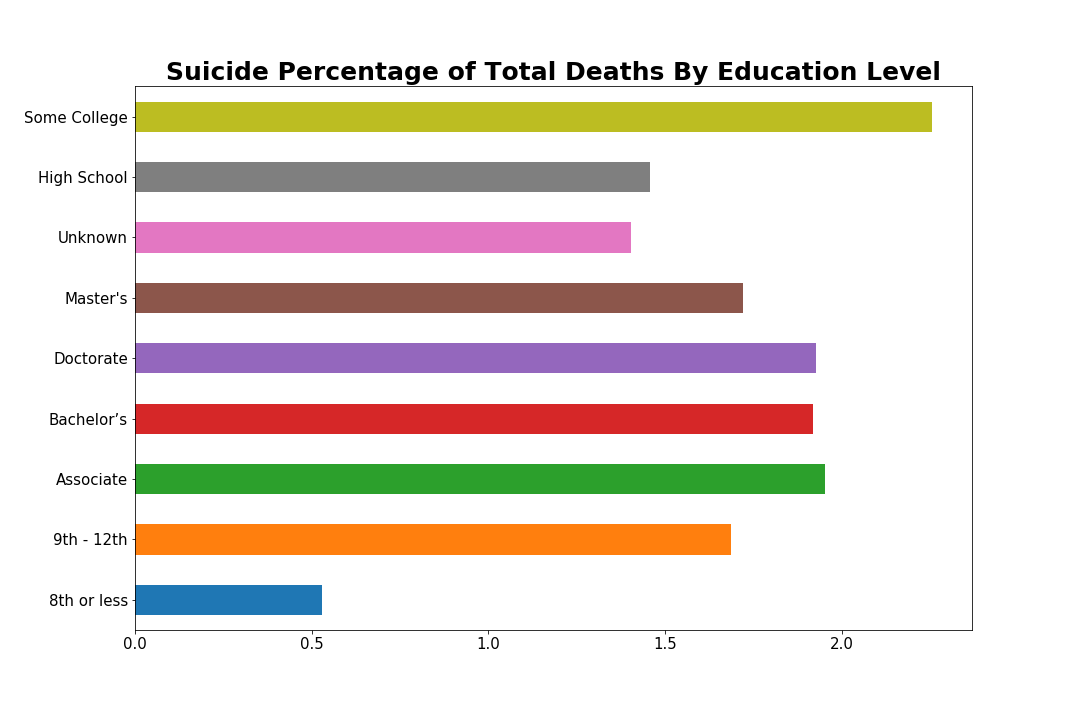 Suicide Percentage of Total Deaths By Education Level
Some College
High School
Unknown
Master's
Doctorate
Bachelor’s
Associate
9th - 12th
8th or less
0.0 0.5 1.0 1.5 2.0